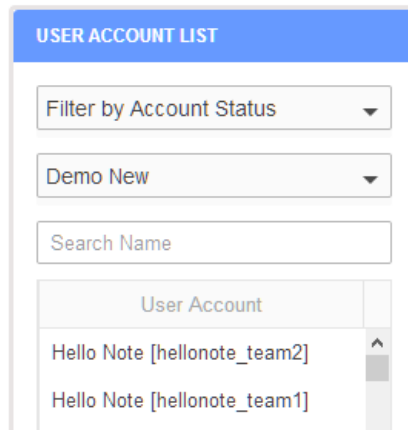 USER ACCOUNT LIST
Filter by Account Status
Demo New
Search Name
User Account
Hello Note [hellonote_team2]
Hello Note [hellonote_team1]